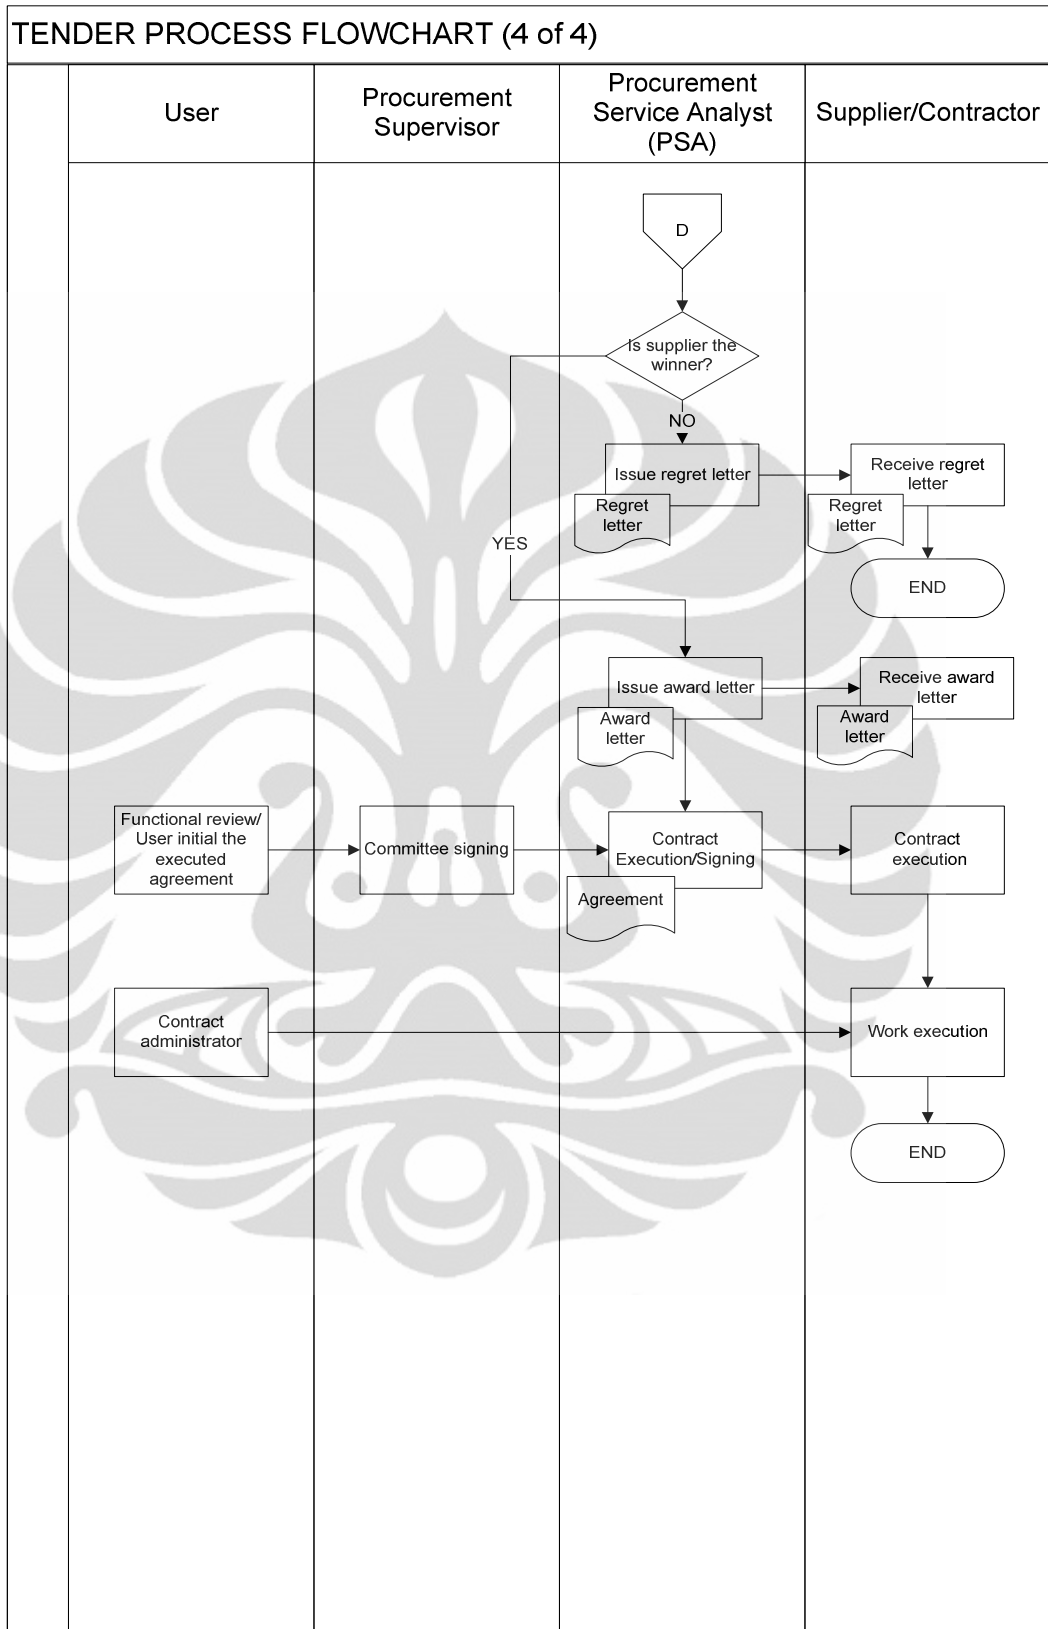 TENDER PROCESS FLOWCHART (4 of 4)
User
Procurement
Supervisor
Procurement
Service Analyst
(PSA)
Supplier/Contractor
D
Is supplier the
winner?
NO
YES
Issue regret letter
Regret
letter
Receive regret
letter
Regret
letter
END
Issue award letter
Award
letter
Receive award
letter
Award
letter
Functional review/
User initial the
executed
agreement
Committee signing
Contract
Execution/Signing
Agreement
Contract
execution
Contract
administrator
Work execution
END